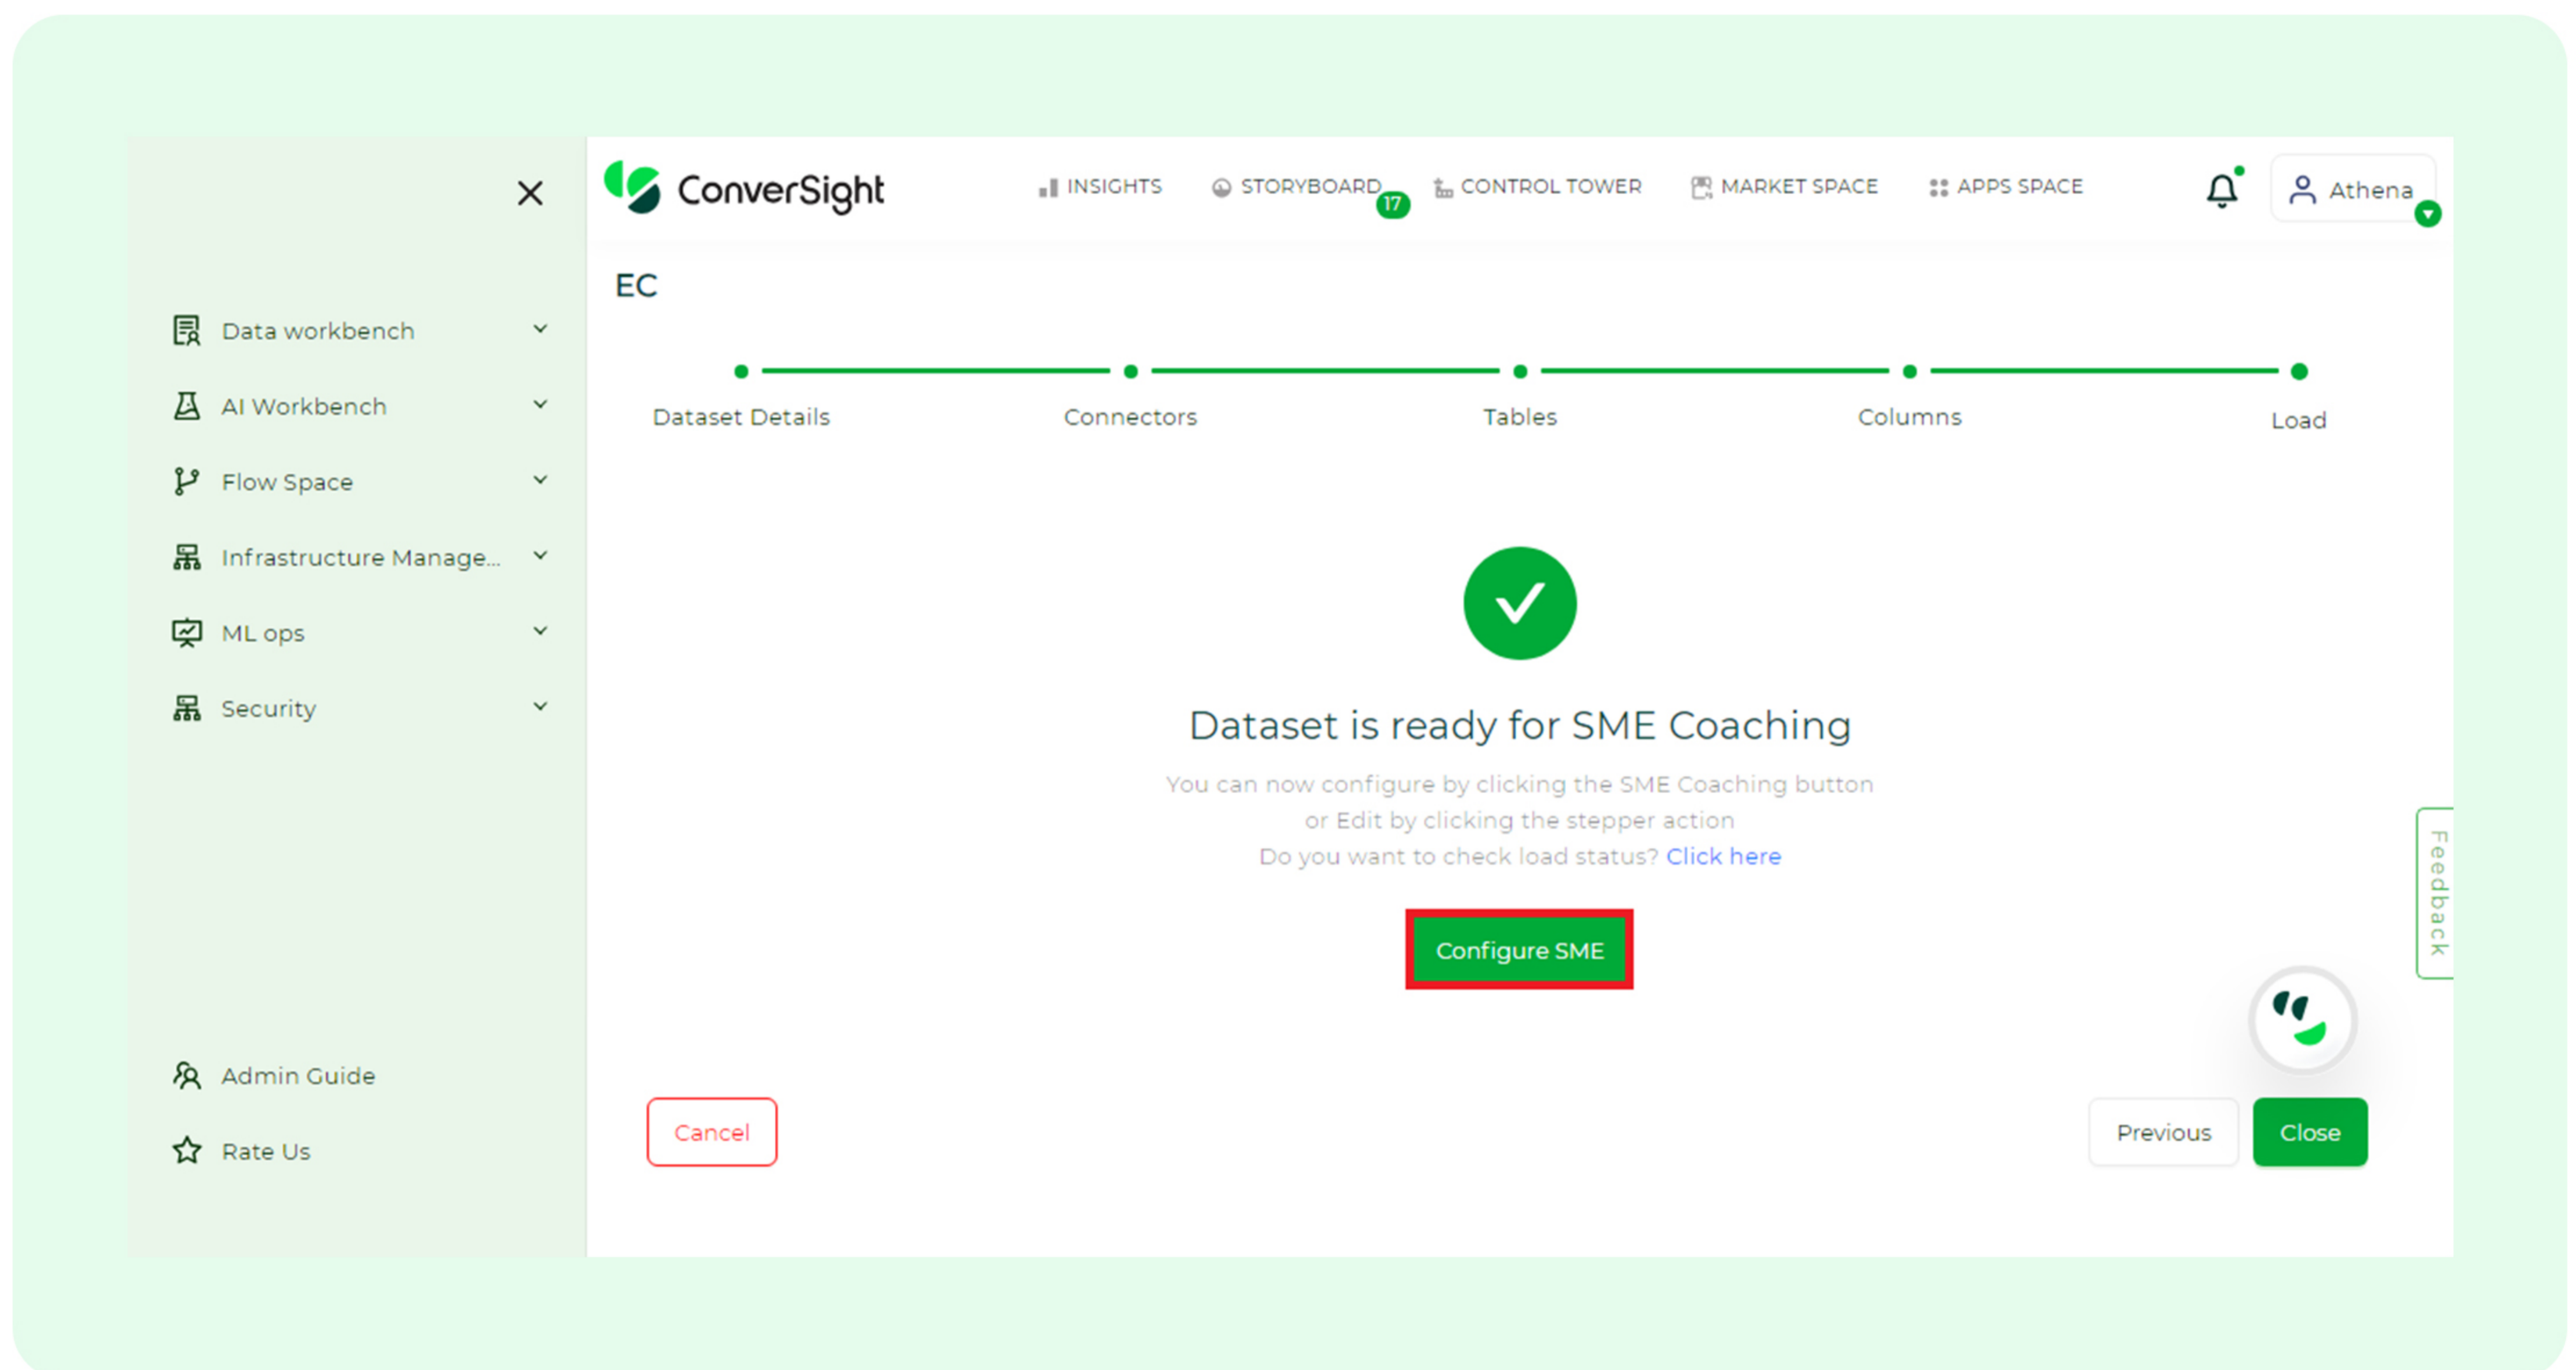 ConverSight
INSIGHTS
STORYBOARD
17
CONTROL TOWER
MARKET SPACE
APPS SPACE
Athena
Data workbench
AI Workbench
Flow Space
Infrastructure Manage...
ML ops
Security
Admin Guide
Rate Us
EC
Dataset Details
Connectors
Tables
Columns
Load
Dataset is ready for SME Coaching
You can now configure by clicking the SME Coaching button
or Edit by clicking the stepper action
Do you want to check load status? Click here
Configure SME
Feedback
Cancel
Previous
Close